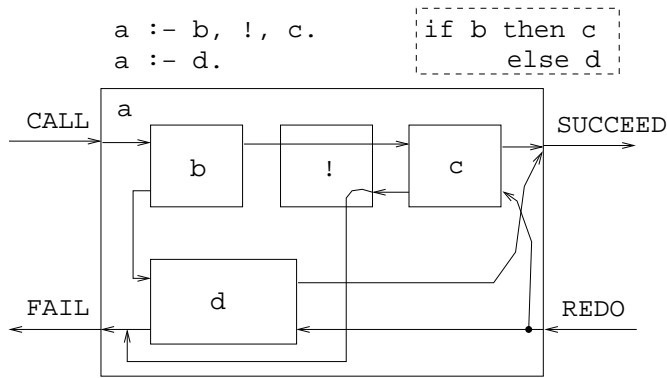 a :- b, !, c.
a :- d.
if b then c
else d
a
CALL
SUCCEED
b
!
c
d
FAIL
REDO